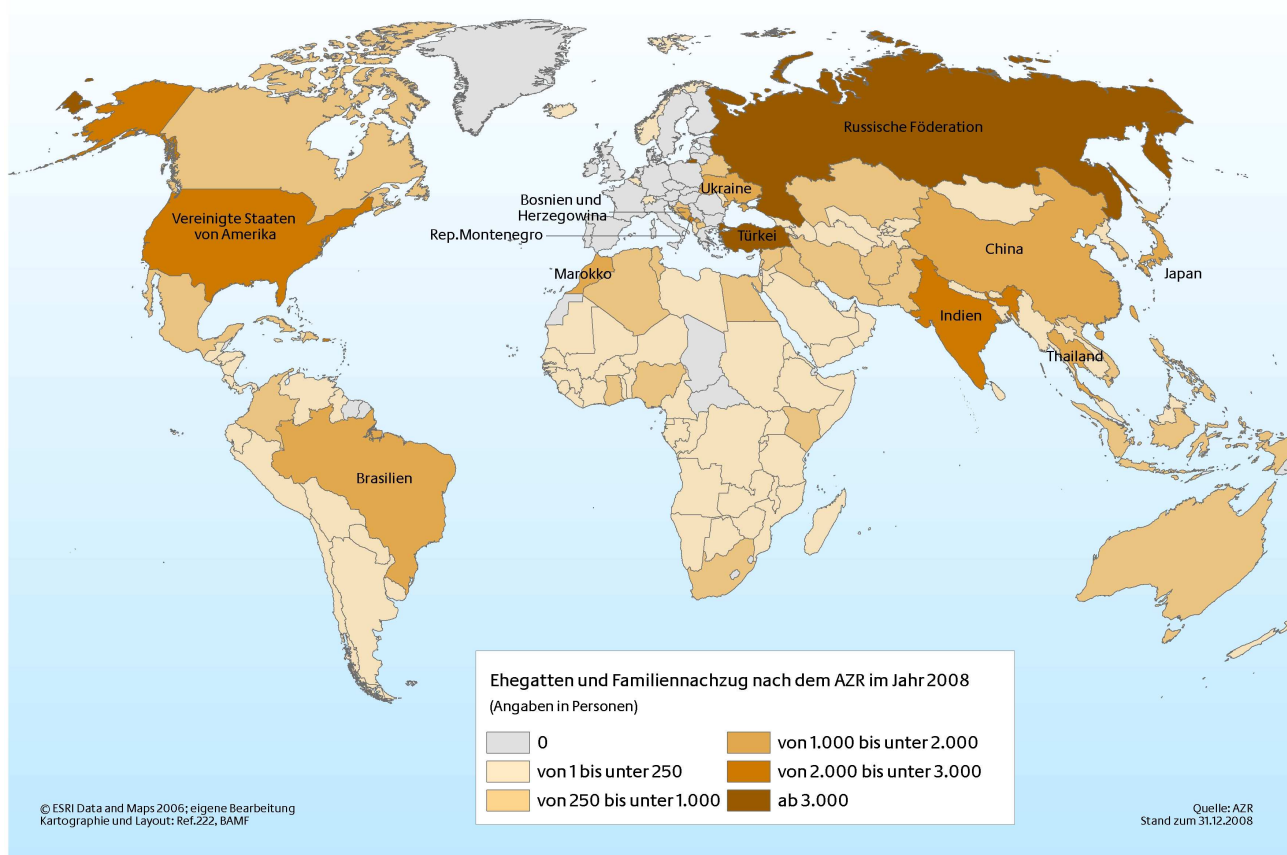 Russische Föderation
Ukraine
Bosnien und
Herzegowina
Vereinigte Staaten
von Amerika
Rep.Montenegro
Türkei
China
Marokko
Japan
Indien
Thailand
Brasilien
Ehegatten und Familiennachzug nach dem AZR im Jahr 2008
(Angaben in Personen)
0
von 1 bis unter 250
von 250 bis unter 1.000
von 1.000 bis unter 2.000
von 2.000 bis unter 3.000
ab 3.000
© ESRI Data and Maps 2006; eigene Bearbeitung
Kartographie und Layout: Ref.222, BAMF
Quelle: AZR
Stand zum 31.12.2008